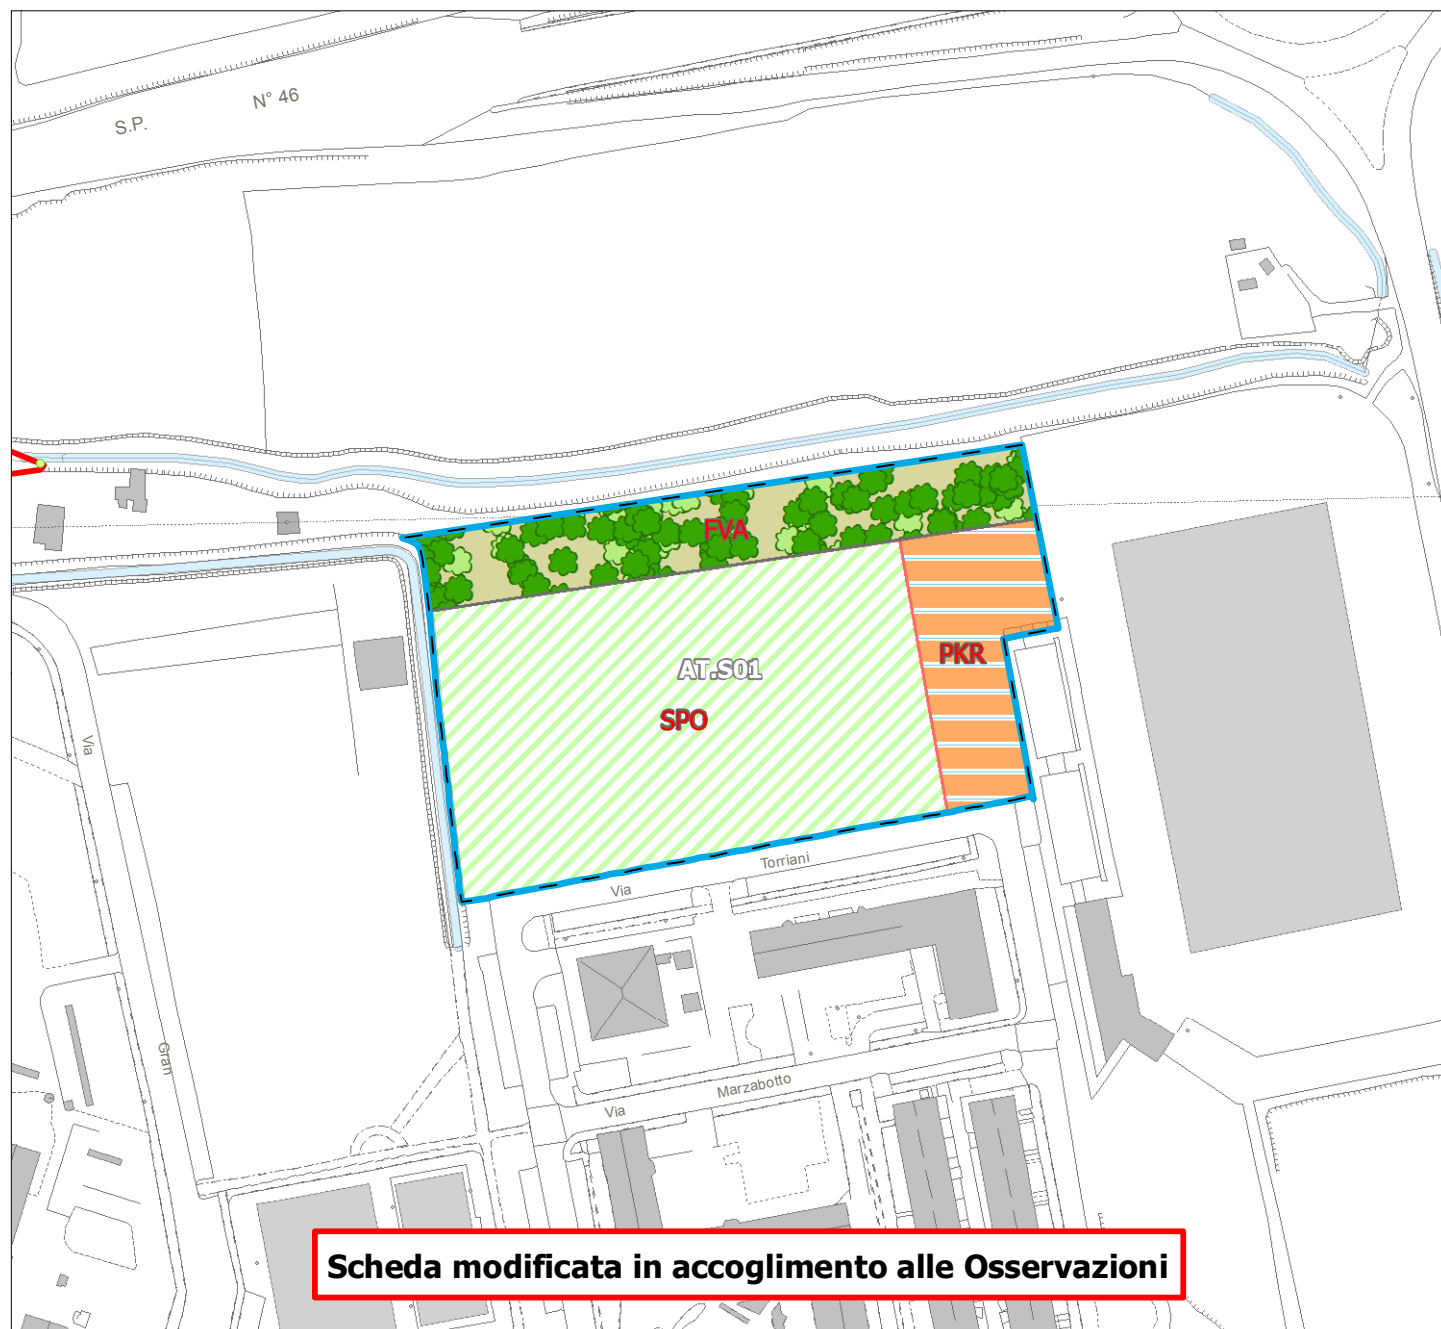 N° 46
S.P.
FVA
PKR
AT.S01
SPO
Via
Via Torriani
Gran
Via Marzabotto
Scheda modificata in accoglimento alle Osservazioni